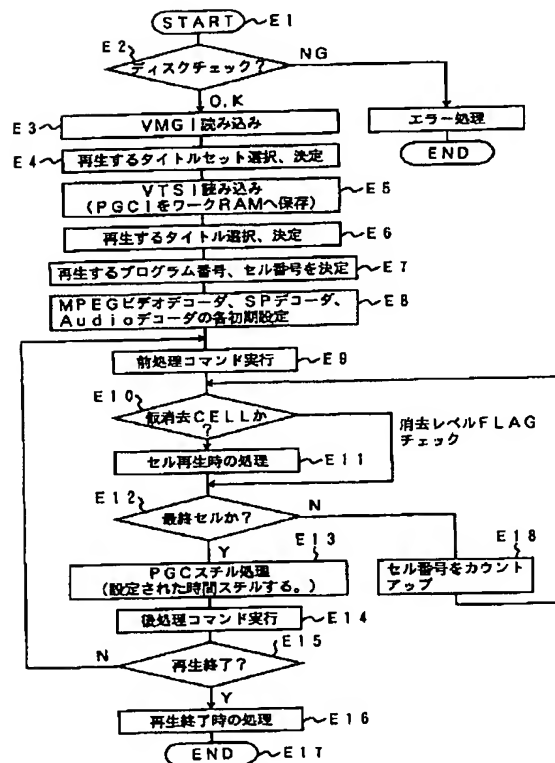 START
E1
E2
ディスクチェック?
NG
O,K
E3
VMGI読み込み
エラー処理
END
E4
再生するタイトルセット選択、決定
VTSI読み込み
(PGCIをワークRAMへ保存)
E5
再生するタイトル選択、決定
E6
再生するプログラム番号、セル番号を決定
E7
MPEGビデオデコーダ、SPデコーダ、
Audioデコーダの各初期設定
E8
前処理コマンド実行
E9
E10
仮消去CELLか
?
消去レベルFLAG
チェック
セル再生時の処理
E11
E12
最終セルか?
N
Y
E13
E18
PGCスチル処理
(設定された時間スチルする。)
セル番号をカウント
アップ
後処理コマンド実行
E14
E15
N
再生終了?
Y
再生終了時の処理
E16
END
E17